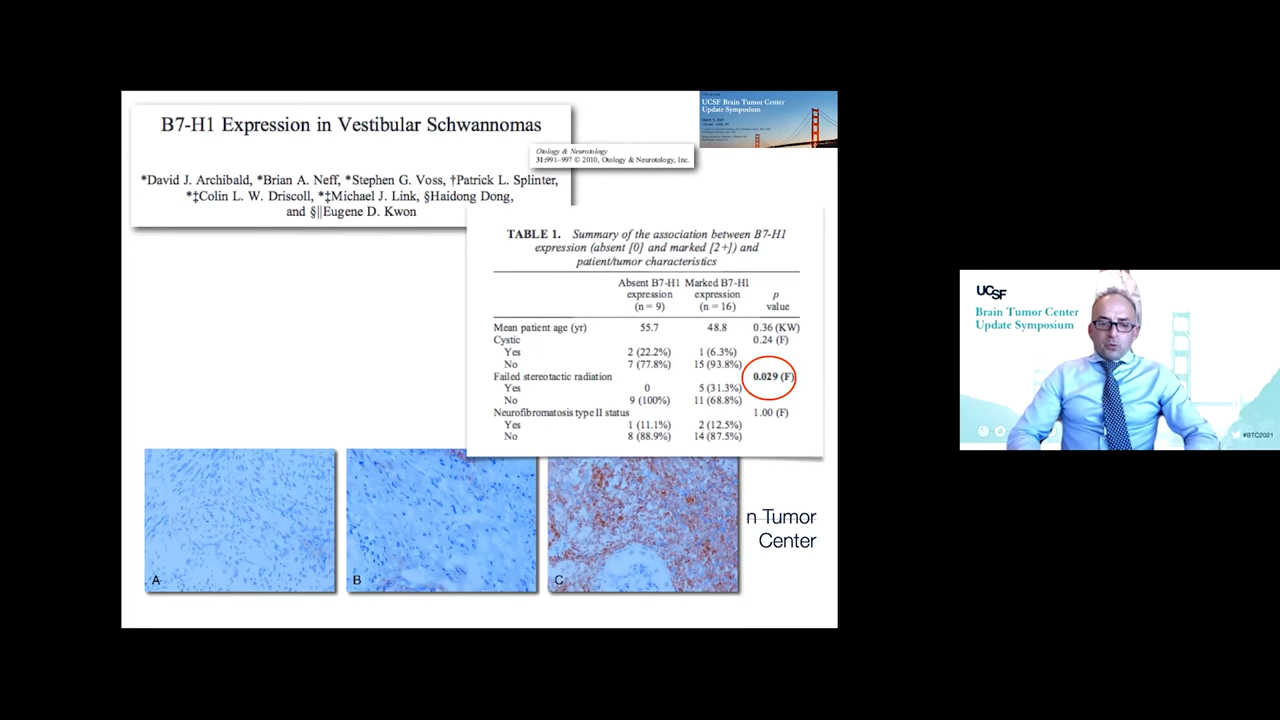 B7-H1 Expression in Vestibular Schwannomas
*David J. Archibald, *Brian A. Neff, *Stephen G. Voss, †Patrick L. Splinter,
*‡Colin L. W. Driscoll, *‡Michael J. Link, §Haidong Dong,
and §||Eugene D. Kwon
Otology & Neurotology
31:991–997 © 2010, Otology & Neurotology, Inc.
UCSF Brain Tumor Center
Update Symposium
TABLE 1. Summary of the association between B7-H1
expression (absent [0] and marked [2+]) and
patient/tumor characteristics
Absent B7-H1 Marked B7-H1
expression expression p
(n = 9) (n = 16) value
Mean patient age (yr) 55.7 48.8 0.36 (KW)
Cystic 0.24 (F)
Yes 2 (22.2%) 1 (6.3%)
No 7 (77.8%) 15 (93.8%)
Failed stereotactic radiation 0.029 (F)
Yes 0 5 (31.3%)
No 9 (100%) 11 (68.8%)
Neurofibromatosis type II status 1.00 (F)
Yes 1 (11.1%) 2 (12.5%)
No 8 (88.9%) 14 (87.5%)
A
B
C
n Tumor
Center
UCSF
Brain Tumor Center
Update Symposium
#BTC2021